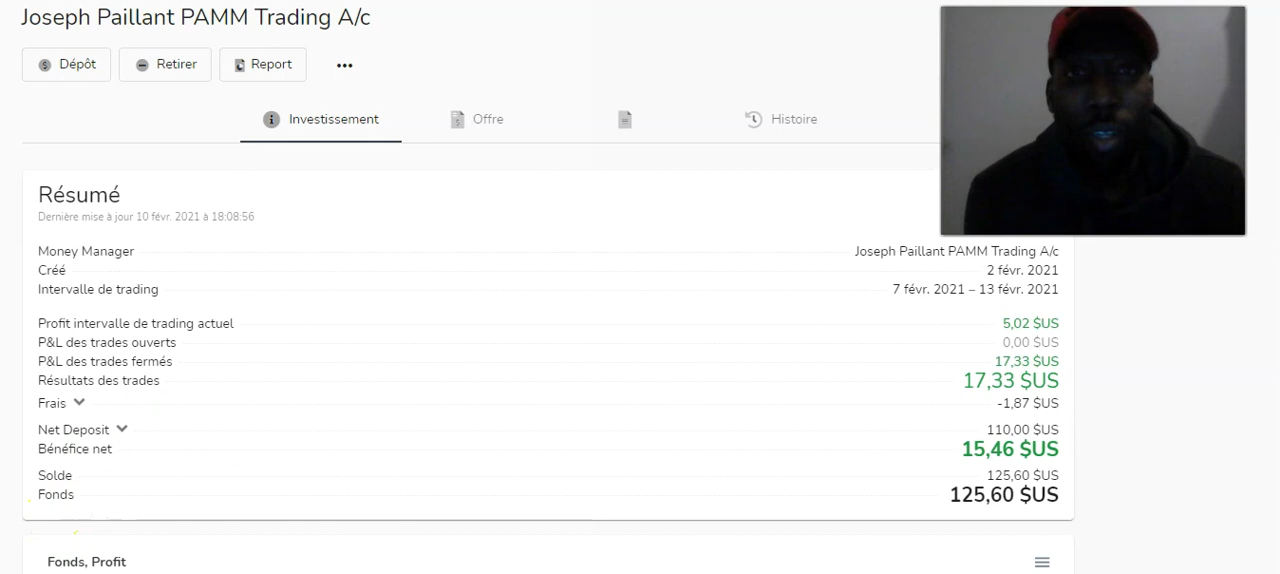 Joseph Paillant PAMM Trading A/c
Dépôt Retirer Report •••
Investissement Offre Histoire
Résumé
Dernière mise à jour 10 févr. 2021 à 18:08:56
Money Manager Joseph Paillant PAMM Trading A/c
Créé 2 févr. 2021
Intervalle de trading 7 févr. 2021 – 13 févr. 2021
Profit intervalle de trading actuel 5,02 $US
P&L des trades ouverts 0,00 $US
P&L des trades fermés 17,33 $US
Résultats des trades 17,33 $US
Frais -1,87 $US
Net Deposit 110,00 $US
Bénéfice net 15,46 $US
Solde 125,60 $US
Fonds 125,60 $US
Fonds, Profit